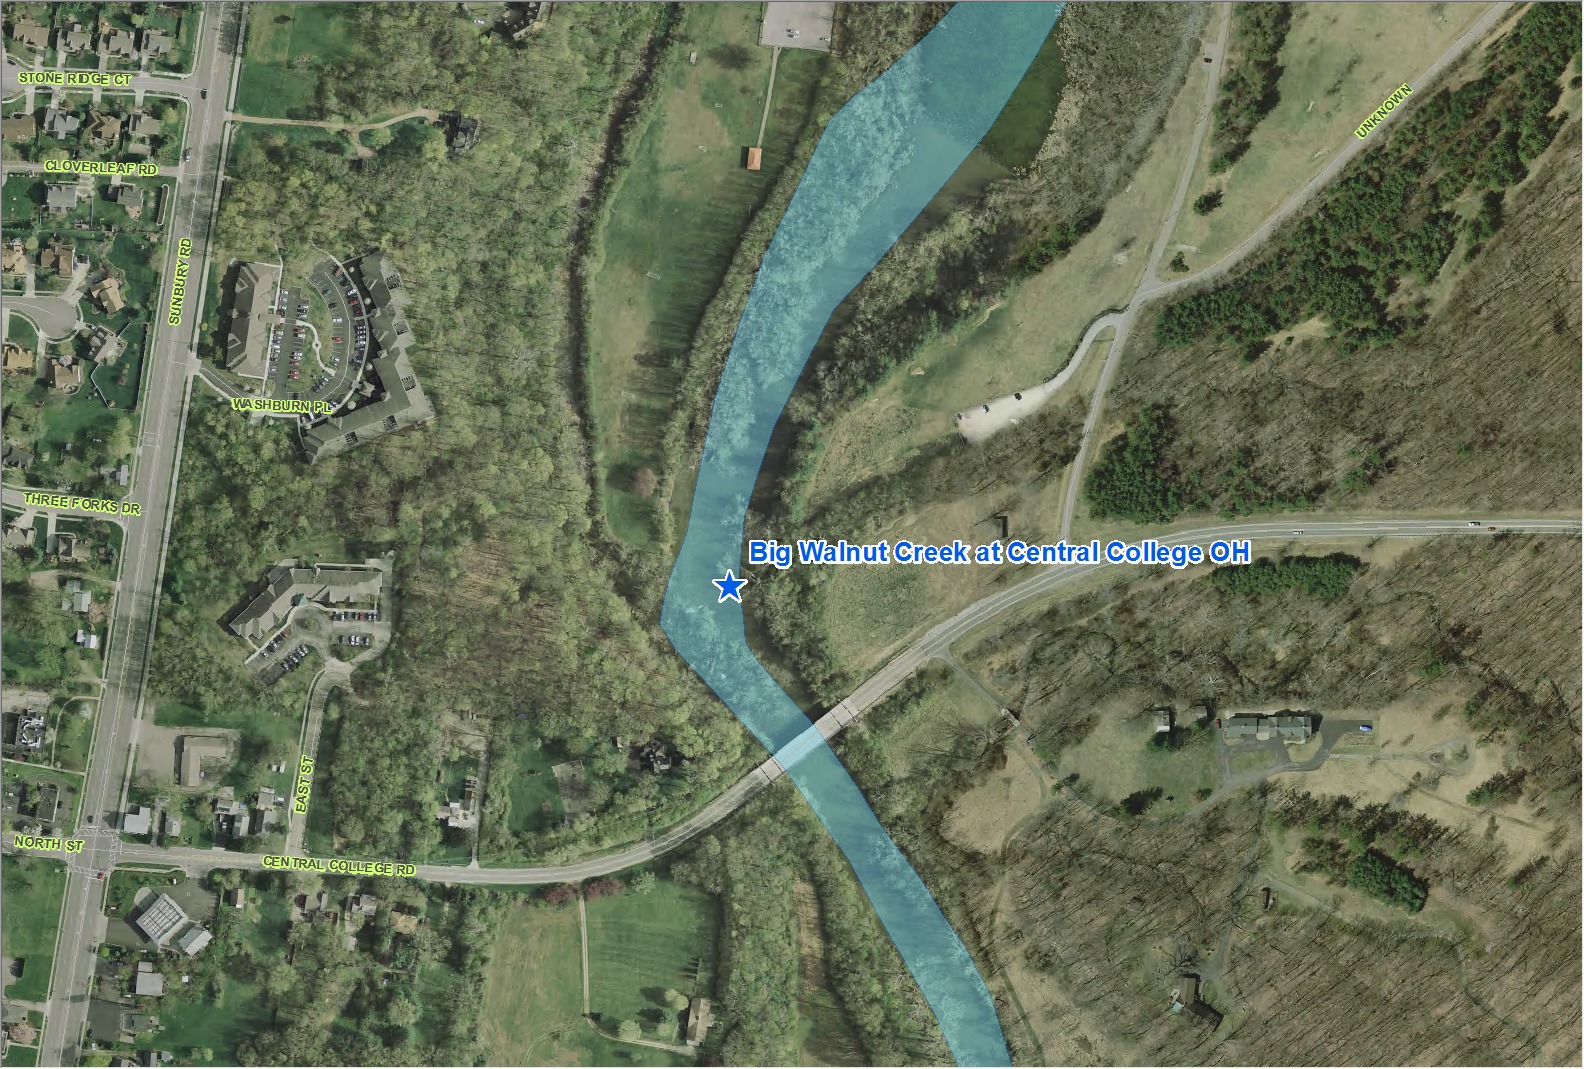 STONE RIDGE CT
UNKNOWN
CLOVERLEAF RD
SUNBURY RD
WASHBURN PL
THREE FORKS DR
Big Walnut Creek at Central College OH
EAST ST
NORTH ST
CENTRAL COLLEGE RD